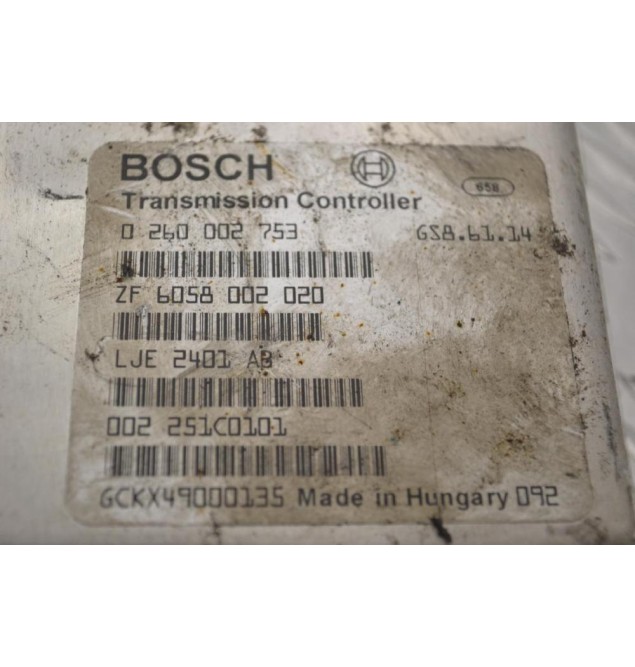 BOSCH
658
Transmission Controller
0 260 002 753 GS8.61.14
ZF 6058 002 020
LJE 2401 AB
002 251C0101
GCKX49000135 Made in Hungary 092